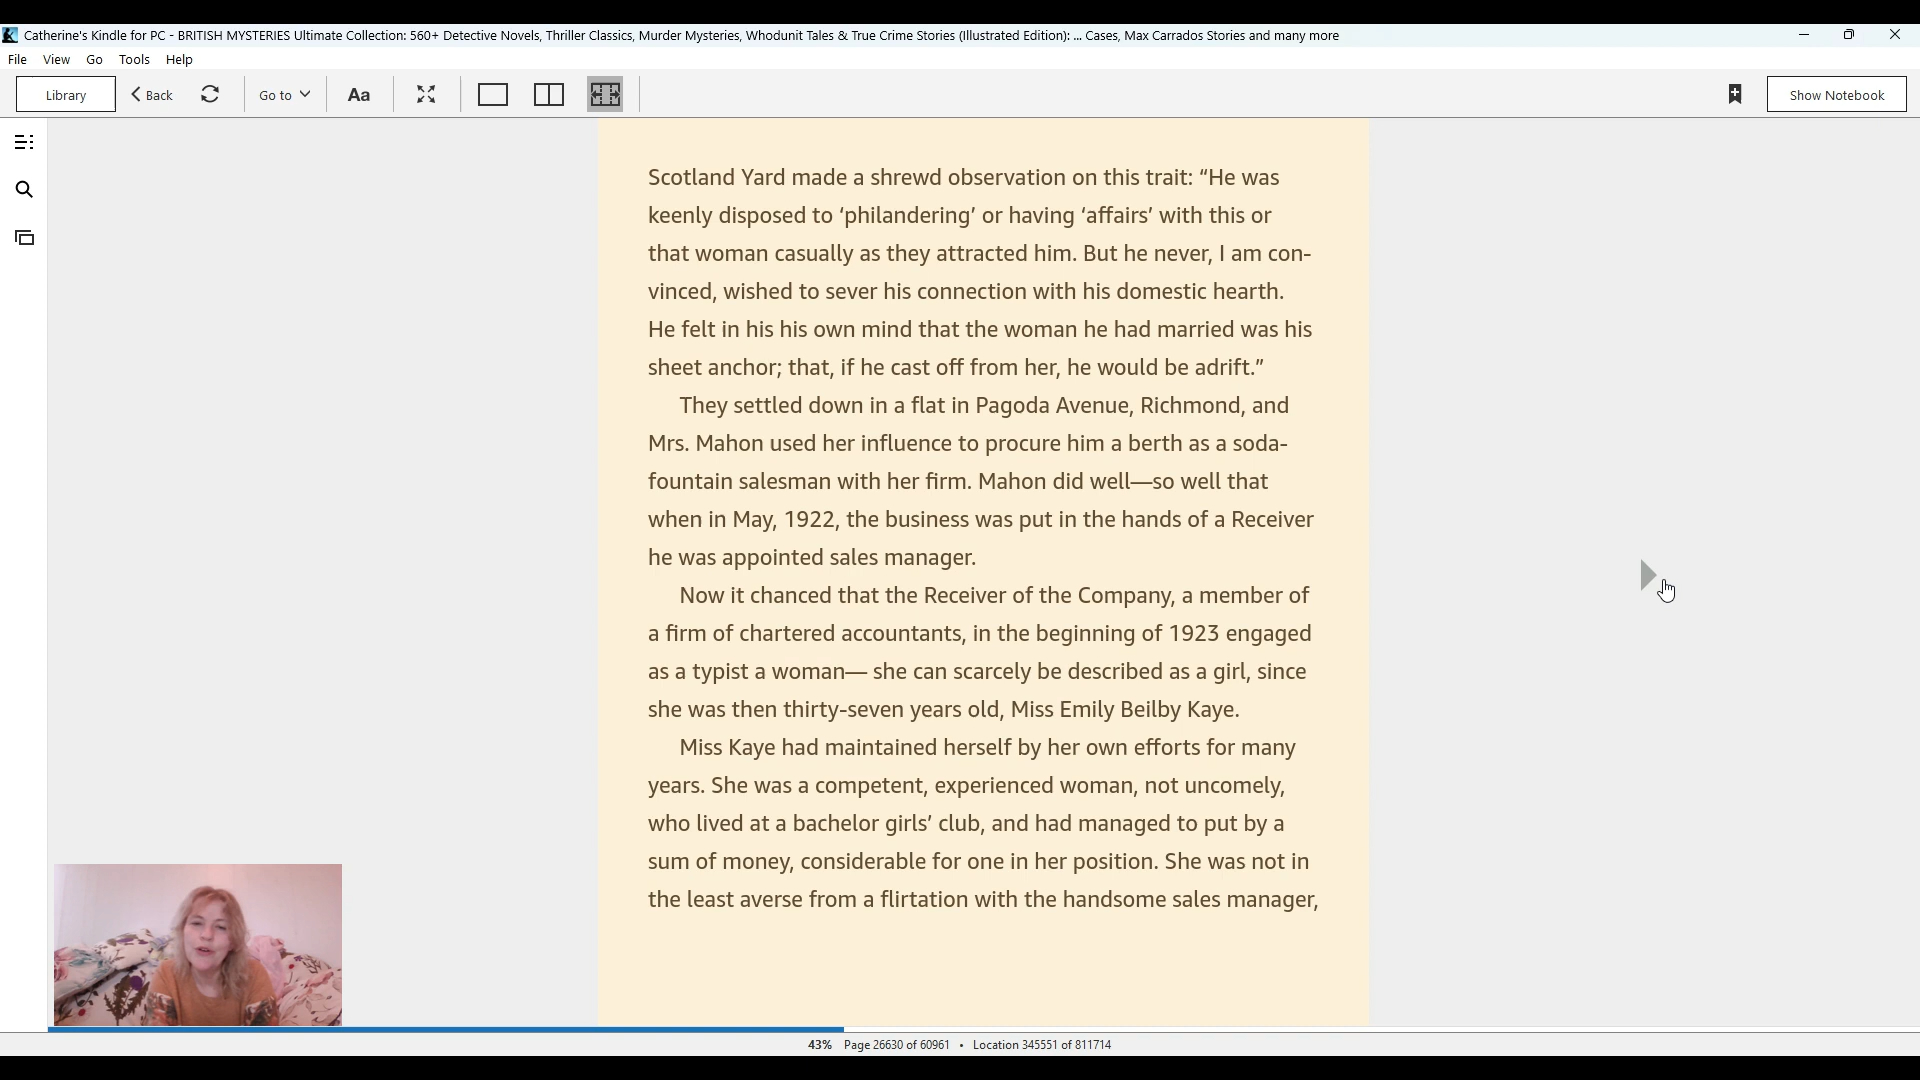 Catherine's Kindle for PC - BRITISH MYSTERIES Ultimate Collection: 560+ Detective Novels, Thriller Classics, Murder Mysteries, Whodunit Tales & True Crime Stories (Illustrated Edition): ... Cases, Max Carrados Stories and many more
File View Go Tools Help
Library Back Go to Aa Show Notebook
Scotland Yard made a shrewd observation on this trait: “He was
keenly disposed to ‘philandering’ or having ‘affairs’ with this or
that woman casually as they attracted him. But he never, I am con-
vinced, wished to sever his connection with his domestic hearth.
He felt in his his own mind that the woman he had married was his
sheet anchor; that, if he cast off from her, he would be adrift.”
They settled down in a flat in Pagoda Avenue, Richmond, and
Mrs. Mahon used her influence to procure him a berth as a soda-
fountain salesman with her firm. Mahon did well—so well that
when in May, 1922, the business was put in the hands of a Receiver
he was appointed sales manager.
Now it chanced that the Receiver of the Company, a member of
a firm of chartered accountants, in the beginning of 1923 engaged
as a typist a woman— she can scarcely be described as a girl, since
she was then thirty-seven years old, Miss Emily Beilby Kaye.
Miss Kaye had maintained herself by her own efforts for many
years. She was a competent, experienced woman, not uncomely,
who lived at a bachelor girls’ club, and had managed to put by a
sum of money, considerable for one in her position. She was not in
the least averse from a flirtation with the handsome sales manager,
43% Page 26630 of 60961 • Location 345551 of 811714